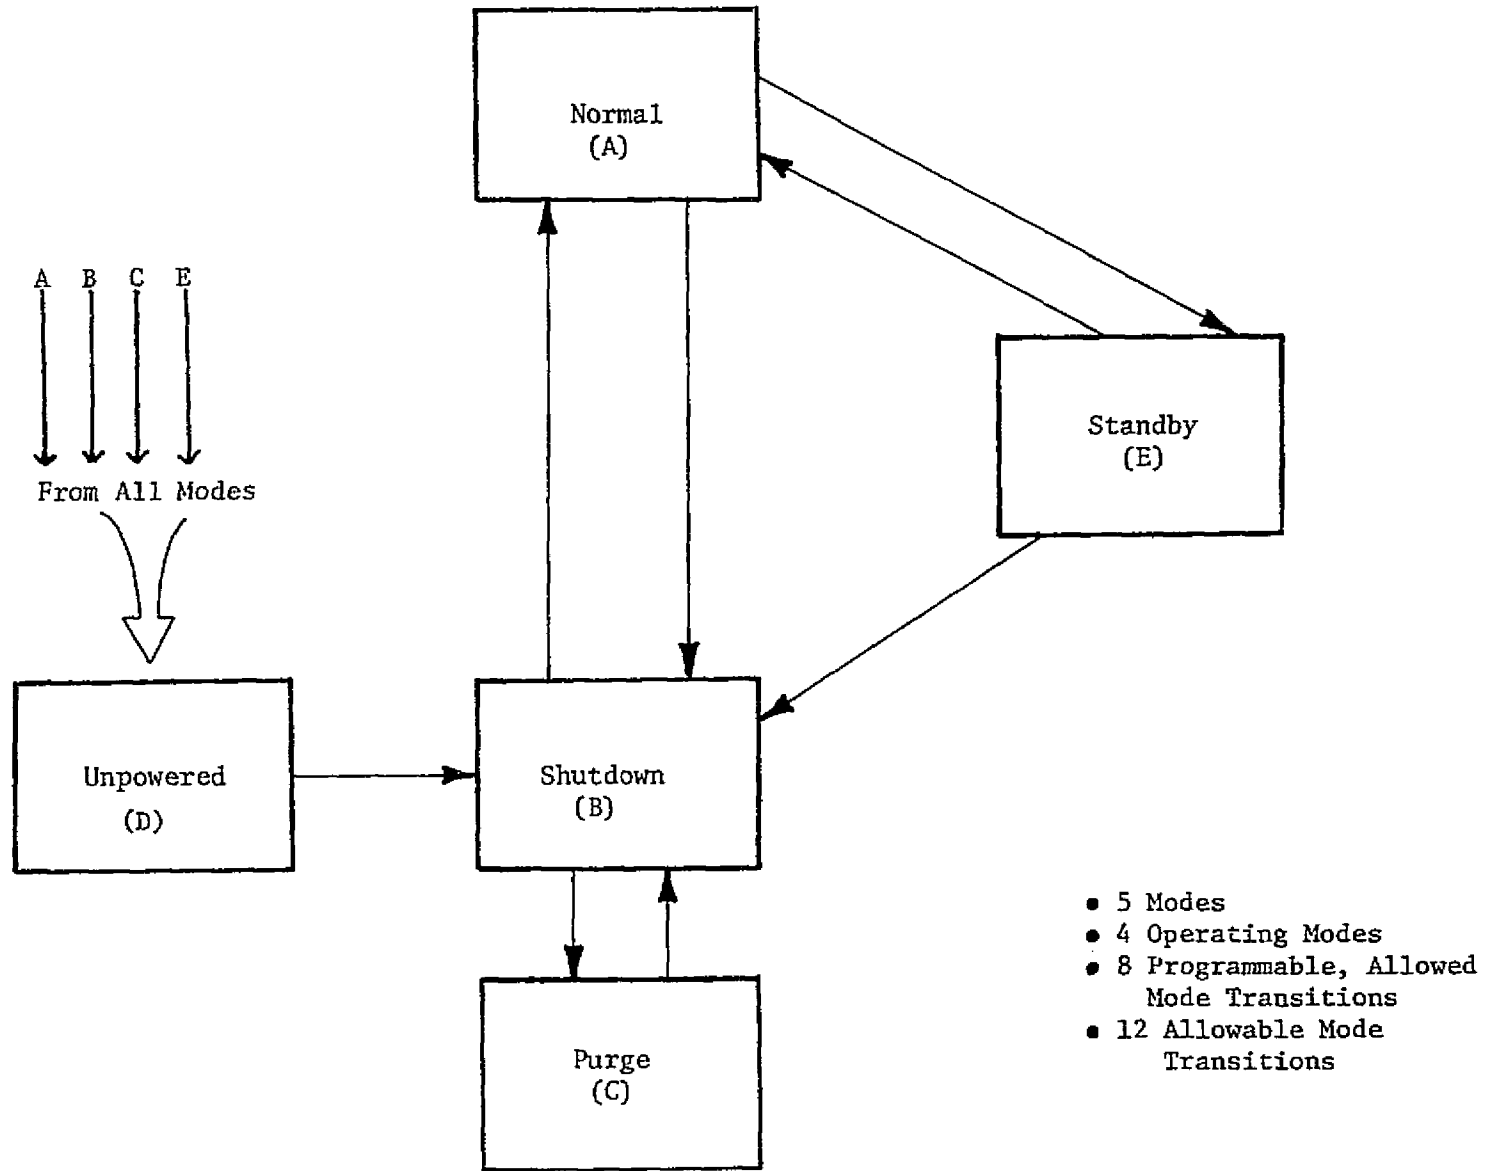 Normal
(A)
A B C E
From All Modes
Standby
(E)
Unpowered
(D)
Shutdown
(B)
Purge
(C)
• 5 Modes
• 4 Operating Modes
• 8 Programmable, Allowed
Mode Transitions
• 12 Allowable Mode
Transitions